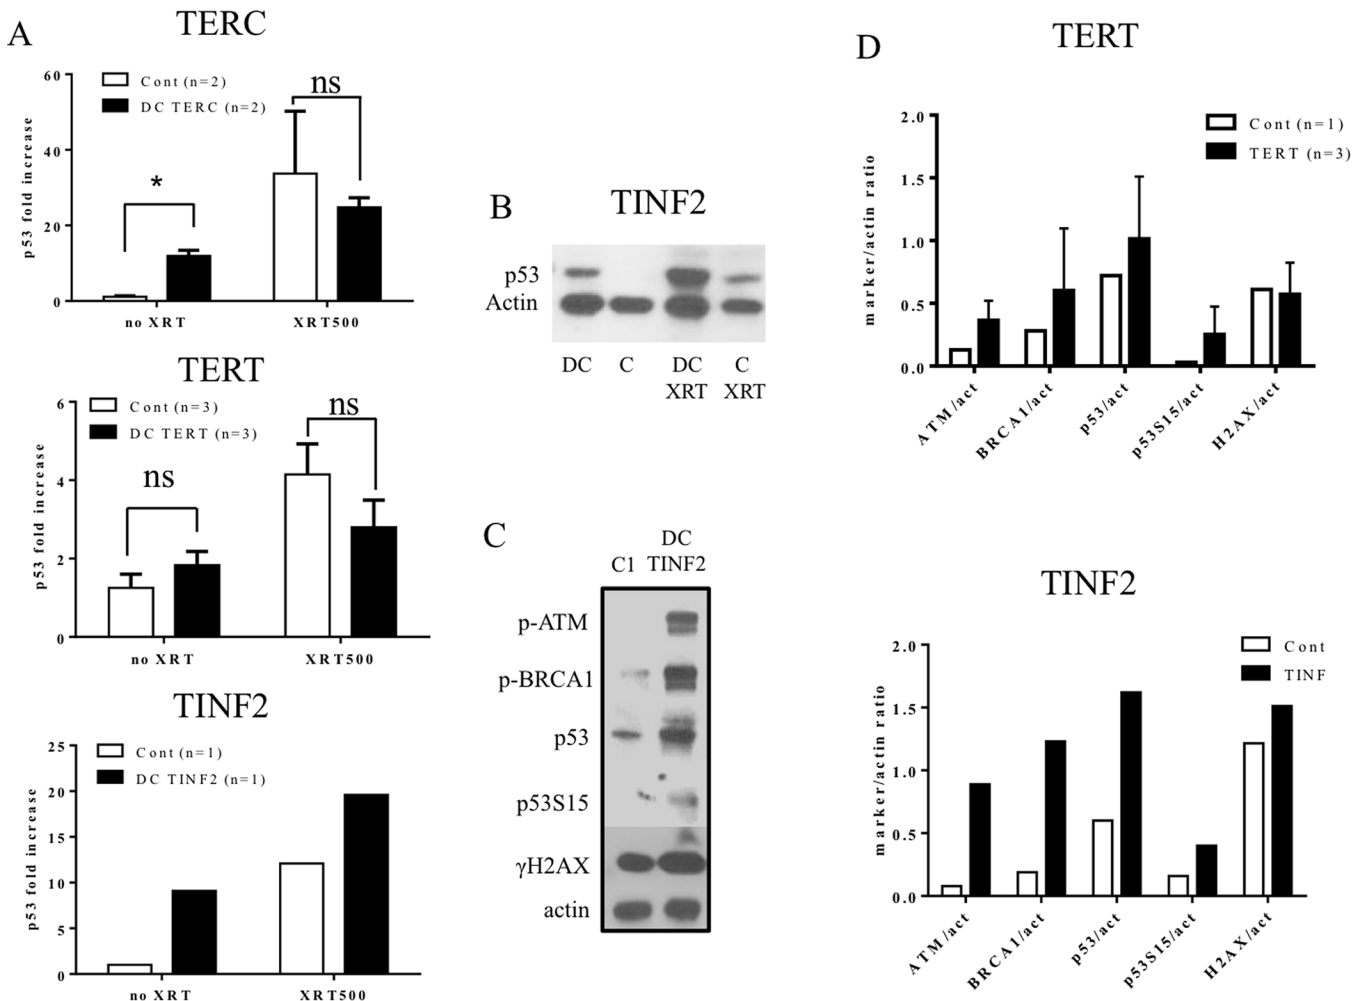 A
TERC
Cont (n=2)
DC TERC (n=2)
p53 fold increase
60
40
20
0
*
ns
no XRT
XRT500
TERT
Cont (n=3)
DC TERT (n=3)
p53 fold increase
6
4
2
0
ns
ns
no XRT
XRT500
TINF2
Cont (n=1)
DC TINF2 (n=1)
p53 fold increase
25
20
15
10
5
0
no XRT
XRT500
B
TINF2
p53
Actin
DC
C
DC
XRT
C
XRT
C
C1
DC
TINF2
p-ATM
p-BRCA1
p53
p53S15
γH2AX
actin
D
TERT
Cont (n=1)
TERT (n=3)
marker/actin ratio
2.0
1.5
1.0
0.5
0.0
ATM/act
BRCA1/act
p53/act
p53S15/act
H2AX/act
TINF2
Cont
TINF
marker/actin ratio
2.0
1.5
1.0
0.5
0.0
ATM/act
BRCA1/act
p53/act
p53S15/act
H2AX/act